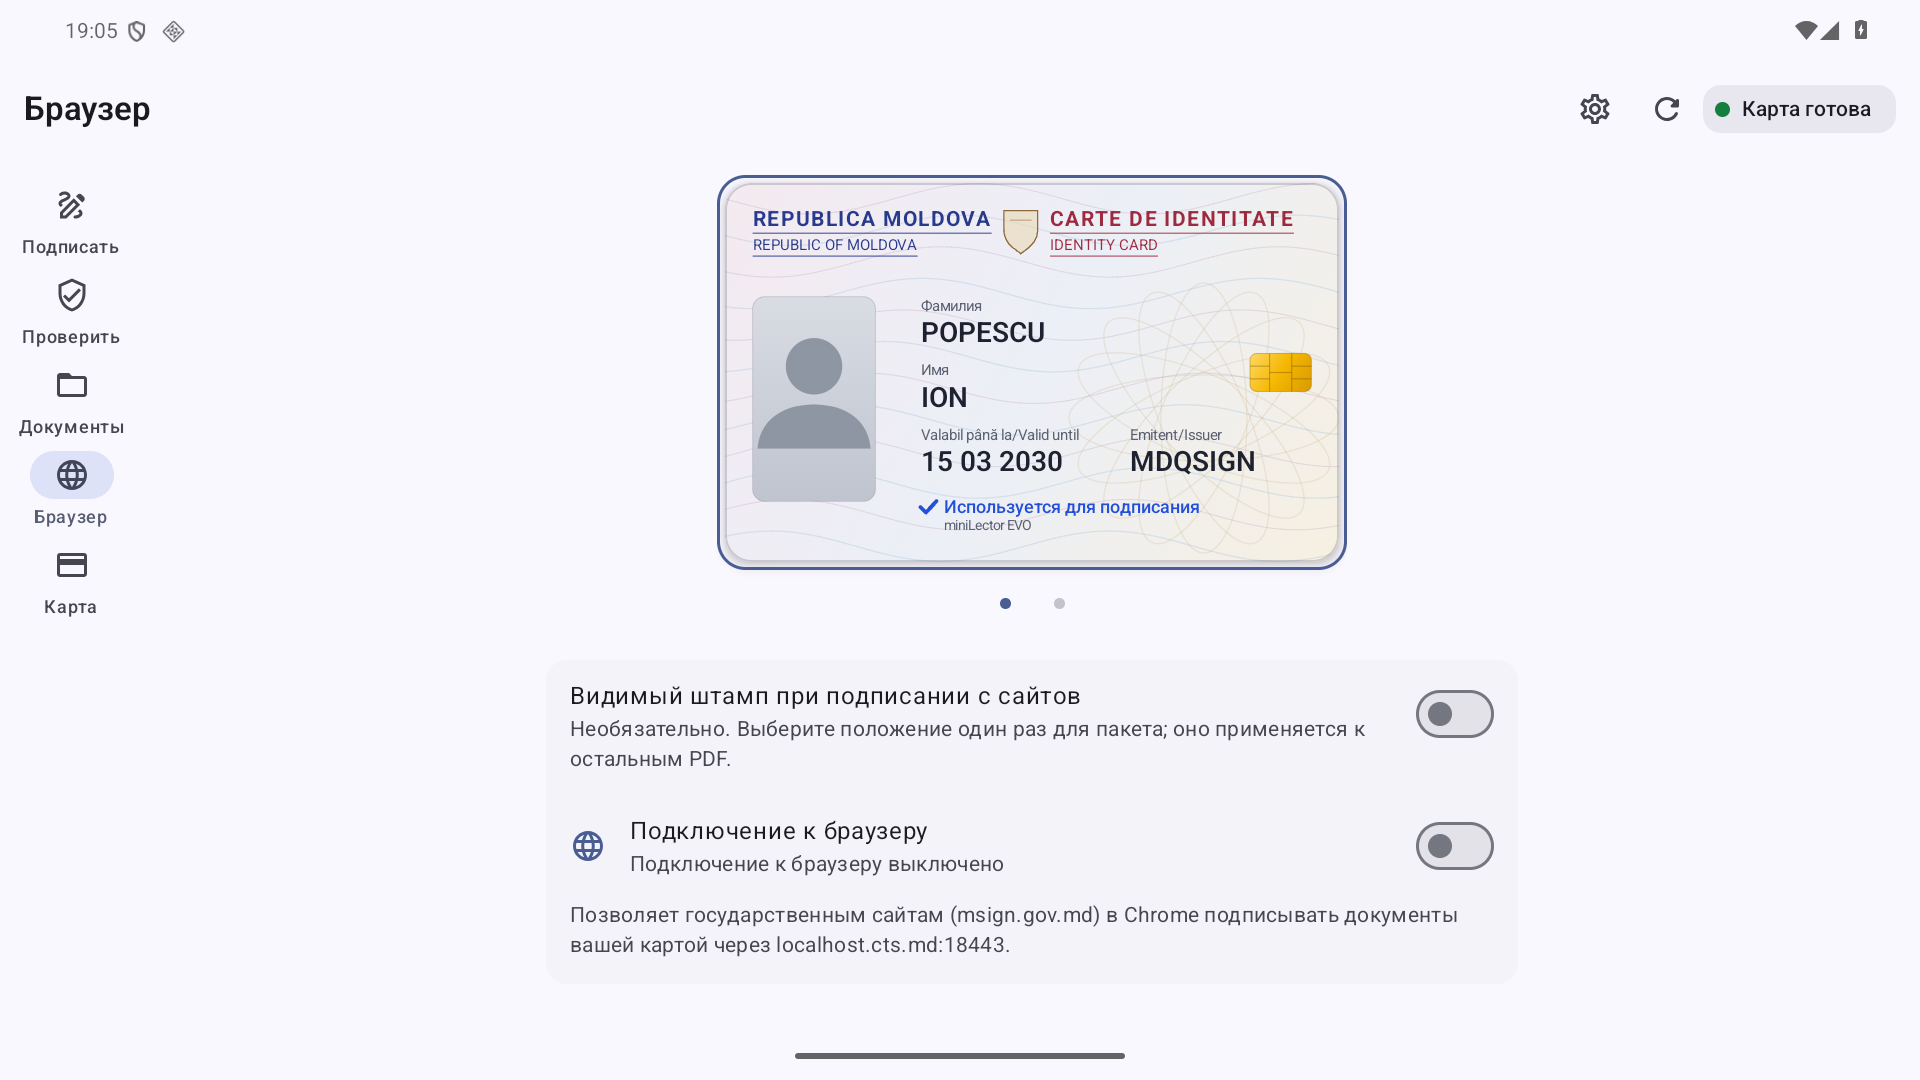 19:05
Браузер
Карта готова
Подписать
Проверить
Документы
Браузер
Карта
REPUBLICA MOLDOVA
REPUBLIC OF MOLDOVA
CARTE DE IDENTITATE
IDENTITY CARD
Фамилия
POPESCU
Имя
ION
Valabil până la/Valid until
15 03 2030
Emitent/Issuer
MDQSIGN
Используется для подписания
miniLector EVO
Видимый штамп при подписании с сайтов
Необязательно. Выберите положение один раз для пакета; оно применяется к
остальным PDF.
Подключение к браузеру
Подключение к браузеру выключено
Позволяет государственным сайтам (msign.gov.md) в Chrome подписывать документы
вашей картой через localhost.cts.md:18443.